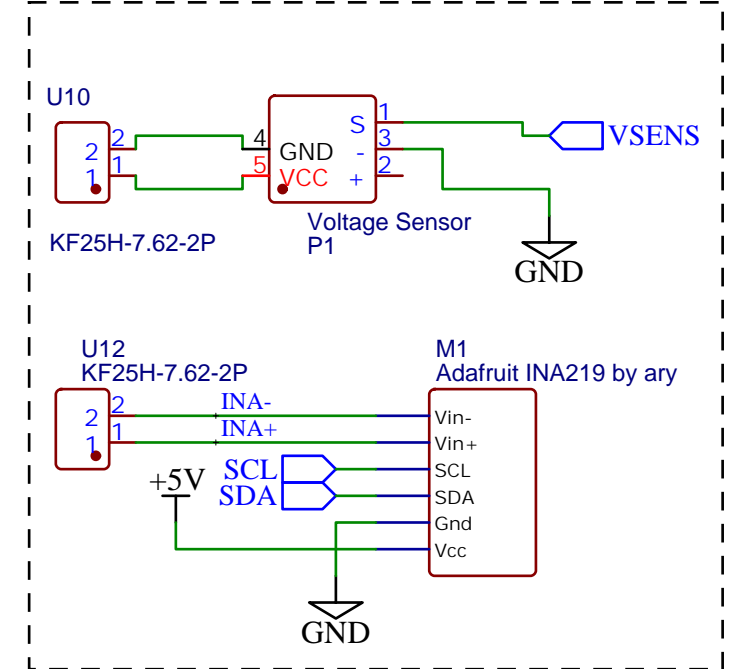 U10
2 2
1 1
KF25H-7.62-2P
4 GND
5 VCC
S 1
- 3
+ 2
Voltage Sensor
P1
VSENS
GND
U12
KF25H-7.62-2P
2 2
1 1
INA-
INA+
SCL
SDA
+5V
GND
M1
Adafruit INA219 by ary
Vin-
Vin+
SCL
SDA
Gnd
Vcc